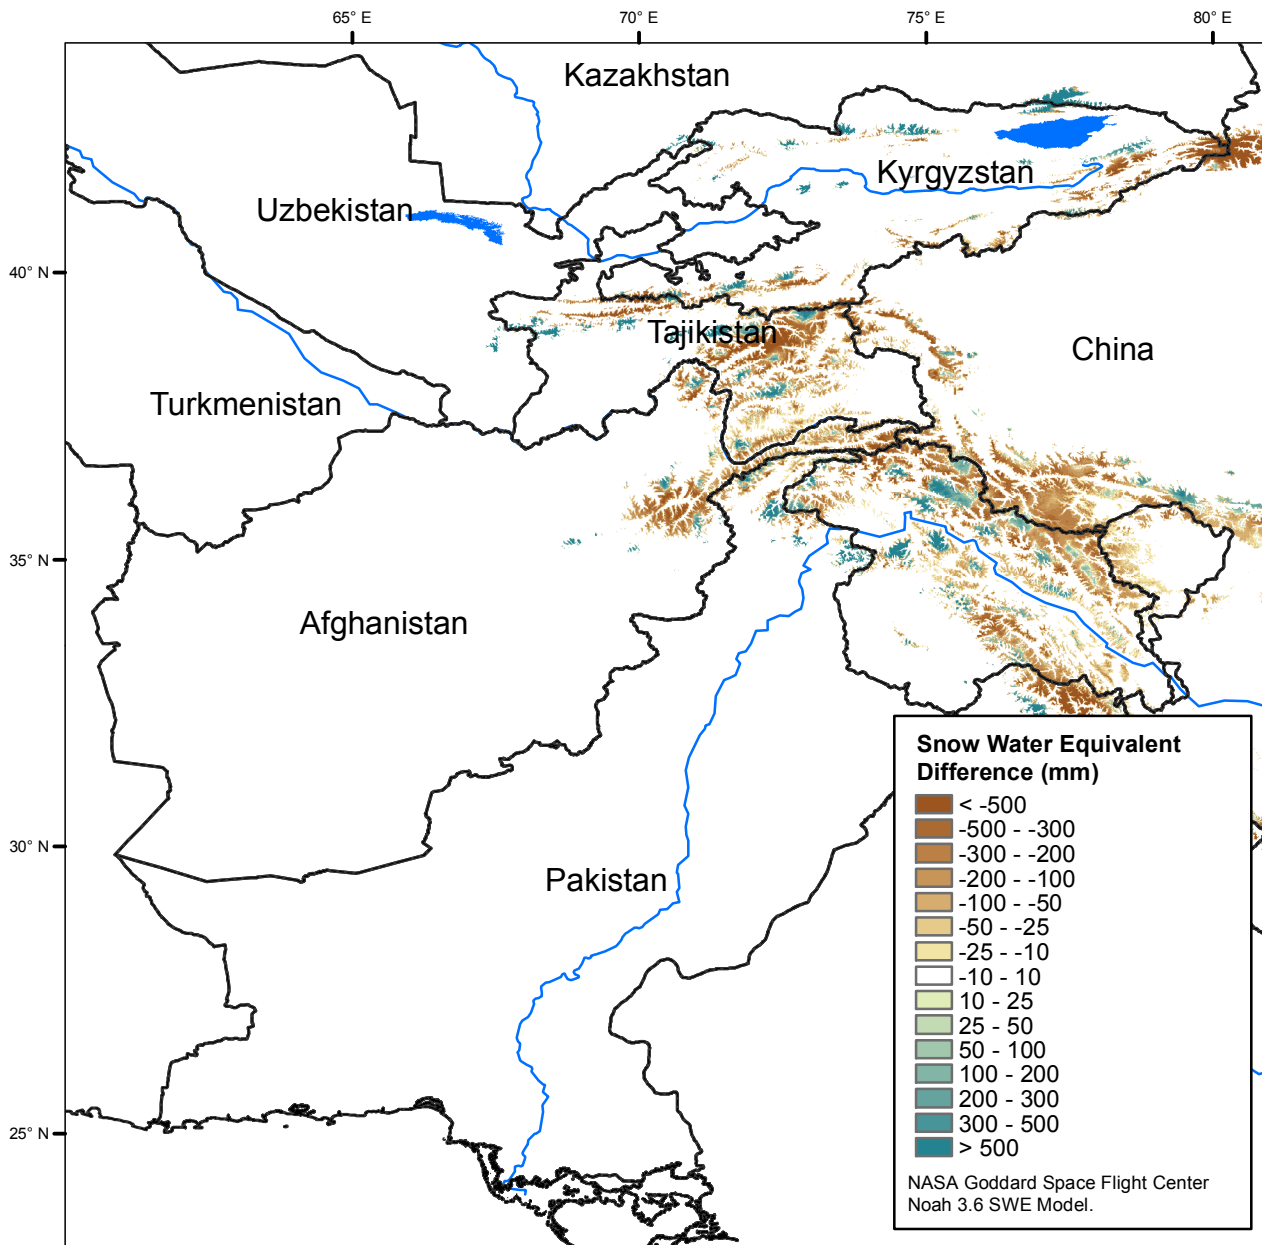 65° E
70° E
75° E
80° E
Kazakhstan
Kyrgyzstan
Uzbekistan
40° N
Tajikistan
China
Turkmenistan
35° N
Afghanistan
30° N
Pakistan
25° N
Snow Water Equivalent
Difference (mm)
< -500
-500 - -300
-300 - -200
-200 - -100
-100 - -50
-50 - -25
-25 - -10
-10 - 10
10 - 25
25 - 50
50 - 100
100 - 200
200 - 300
300 - 500
> 500
NASA Goddard Space Flight Center
Noah 3.6 SWE Model.